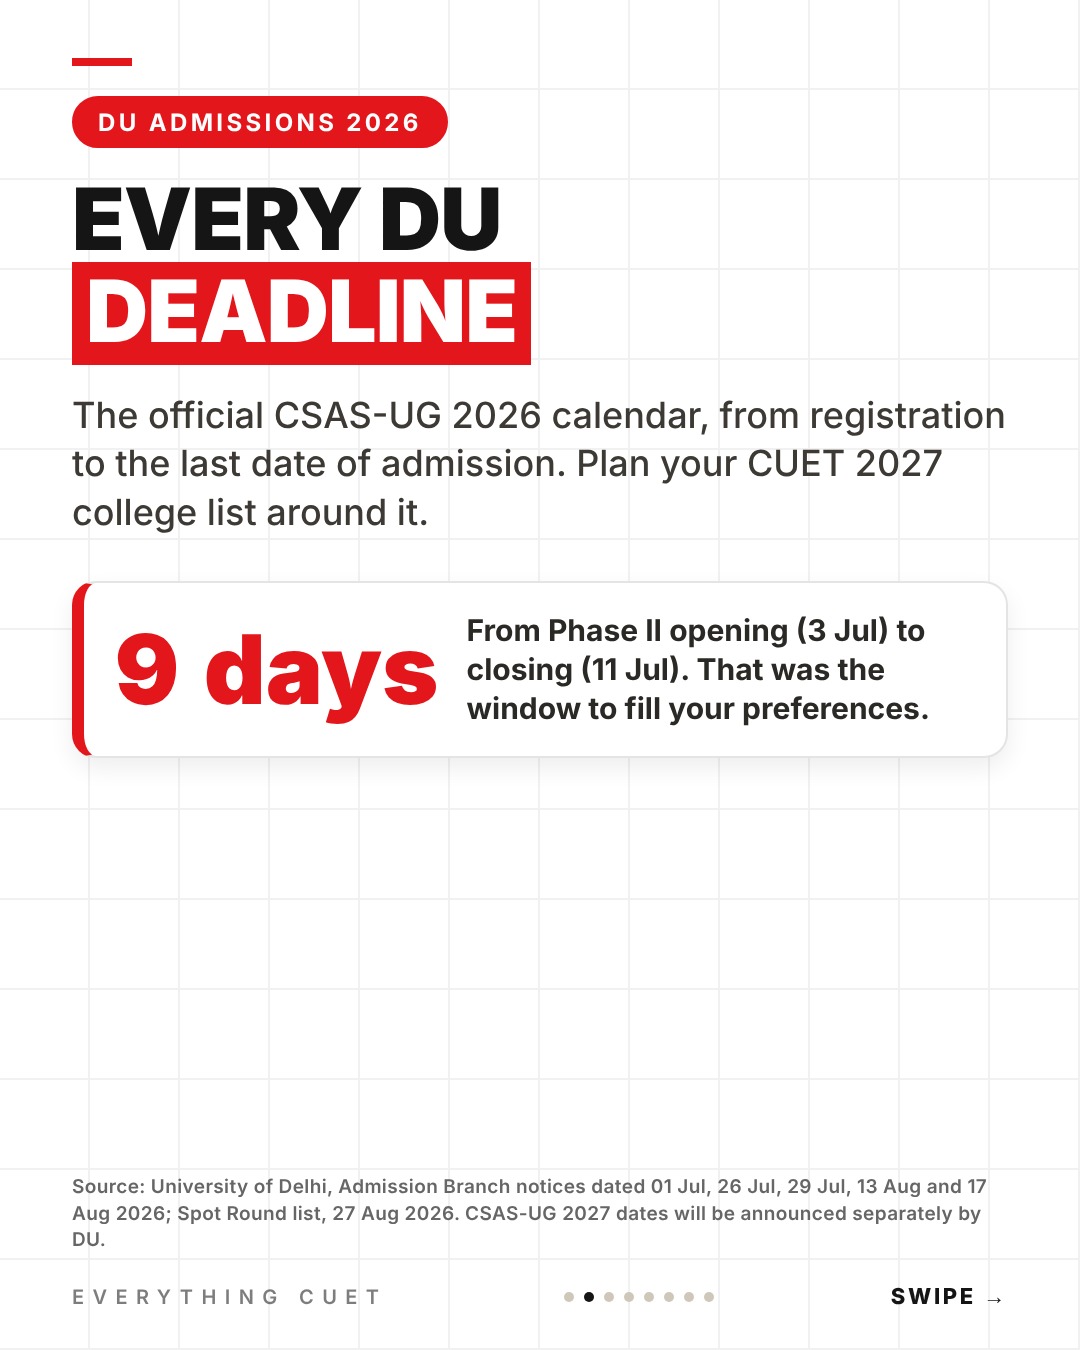 DU ADMISSIONS 2026
EVERY DU
DEADLINE
The official CSAS-UG 2026 calendar, from registration
to the last date of admission. Plan your CUET 2027
college list around it.
9 days
From Phase II opening (3 Jul) to
closing (11 Jul). That was the
window to fill your preferences.
Source: University of Delhi, Admission Branch notices dated 01 Jul, 26 Jul, 29 Jul, 13 Aug and 17
Aug 2026; Spot Round list, 27 Aug 2026. CSAS-UG 2027 dates will be announced separately by
DU.
EVERYTHING CUET
SWIPE →